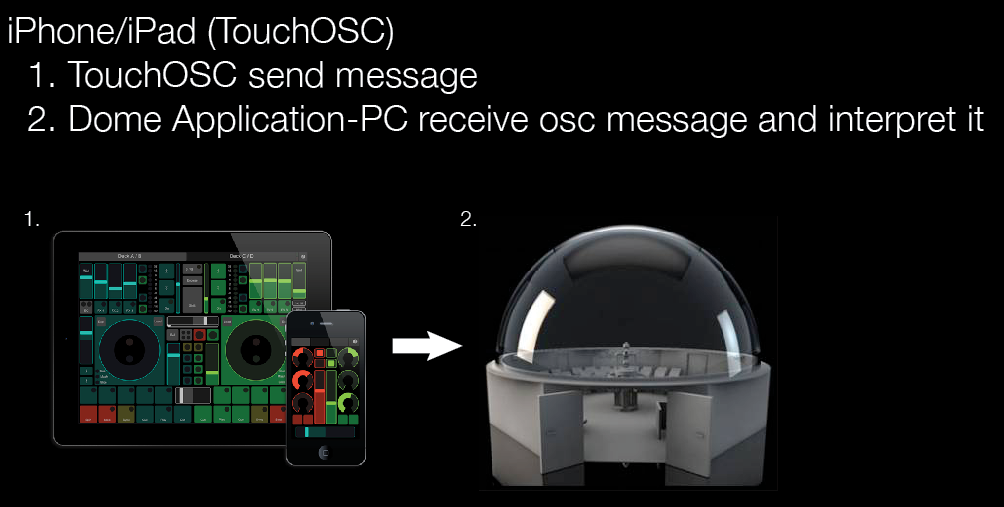 iPhone/iPad (TouchOSC)
1. TouchOSC send message
2. Dome Application-PC receive osc message and interpret it
1.
2.
Deck A / B
Deck C / D